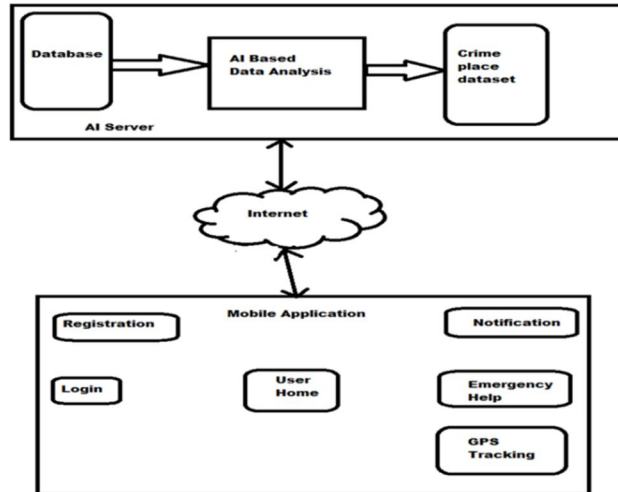 Database
AI Based
Data Analysis
Crime
place
dataset
AI Server
Internet
Mobile Application
Registration
Notification
Login
User
Home
Emergency
Help
GPS
Tracking